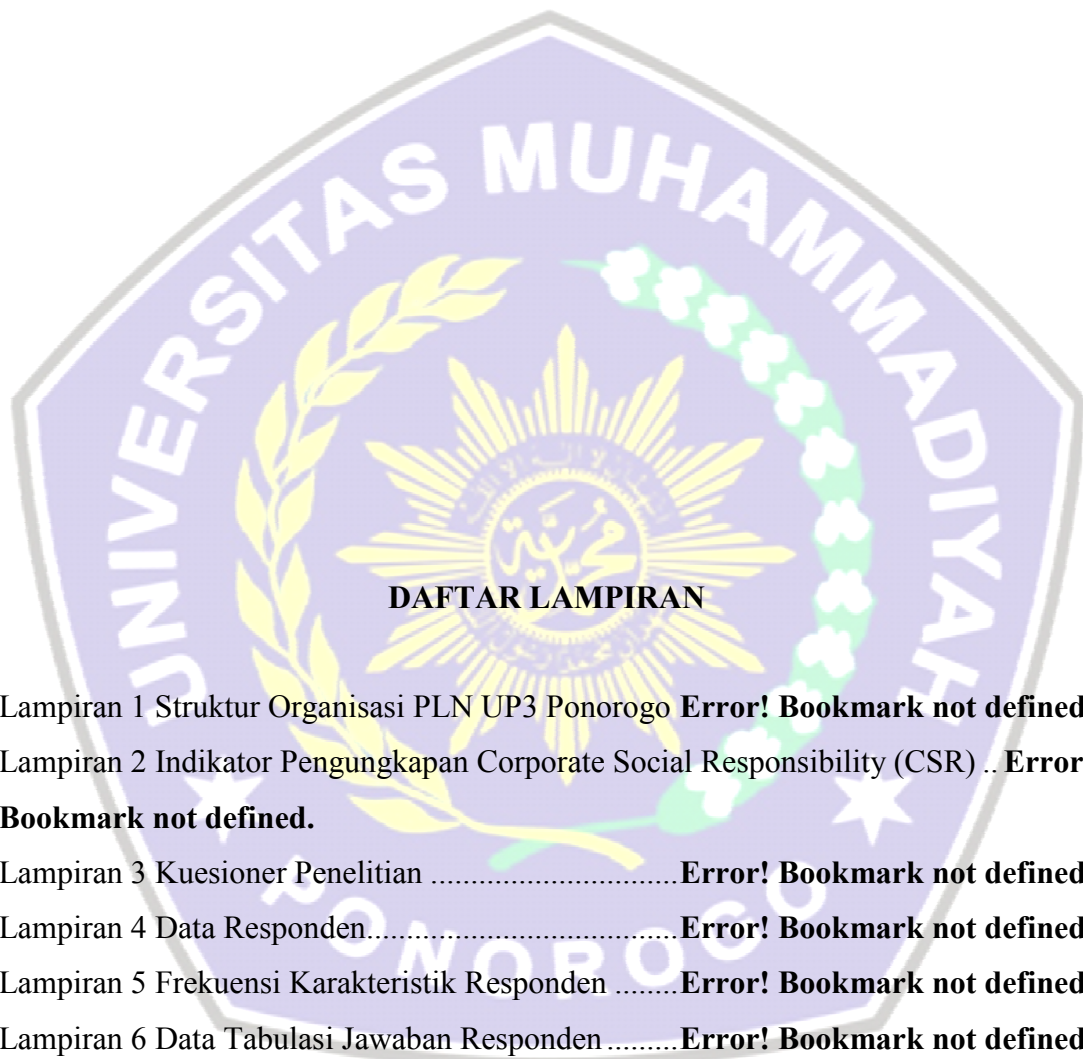 UNIVERSITAS MUHAMMADIYAH
DAFTAR LAMPIRAN
Lampiran 1 Struktur Organisasi PLN UP3 Ponorogo Error! Bookmark not defined
Lampiran 2 Indikator Pengungkapan Corporate Social Responsibility (CSR) .. Error
Bookmark not defined.
Lampiran 3 Kuesioner Penelitian ............................... Error! Bookmark not defined
Lampiran 4 Data Responden....................................... Error! Bookmark not defined
Lampiran 5 Frekuensi Karakteristik Responden ........ Error! Bookmark not defined
Lampiran 6 Data Tabulasi Jawaban Responden ......... Error! Bookmark not defined
PONOROGO